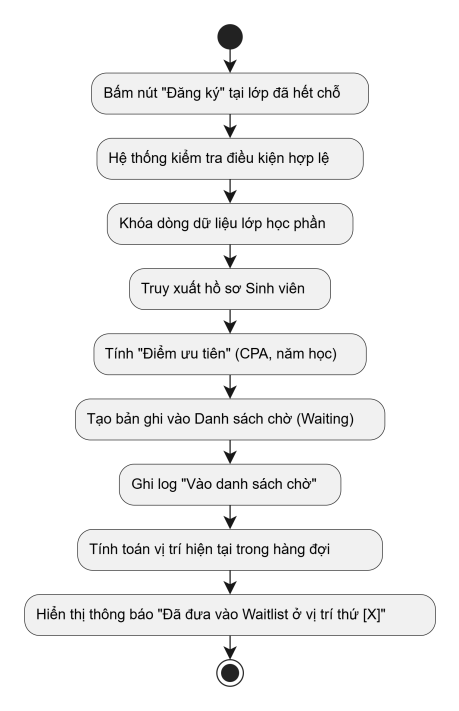 Bấm nút "Đăng ký" tại lớp đã hết chỗ
Hệ thống kiểm tra điều kiện hợp lệ
Khóa dòng dữ liệu lớp học phần
Truy xuất hồ sơ Sinh viên
Tính "Điểm ưu tiên" (CPA, năm học)
Tạo bản ghi vào Danh sách chờ (Waiting)
Ghi log "Vào danh sách chờ"
Tính toán vị trí hiện tại trong hàng đợi
Hiển thị thông báo "Đã đưa vào Waitlist ở vị trí thứ [X]"